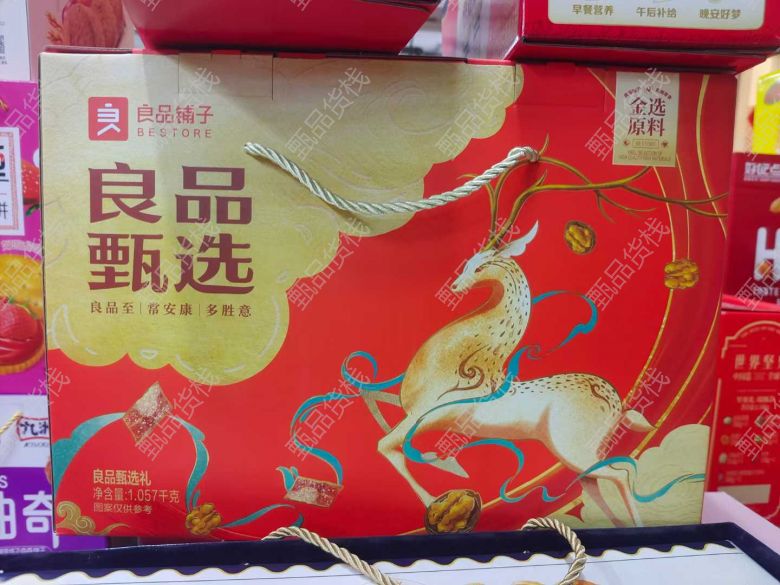 早餐营养 午后补给 晚安好梦
良品铺子
BESTORE
金选
原料
良品
甄选
良品至 | 常安康 | 多胜意
良品甄选礼
净含量:1.057千克
图案仅供参考
世界坚
甄品货栈